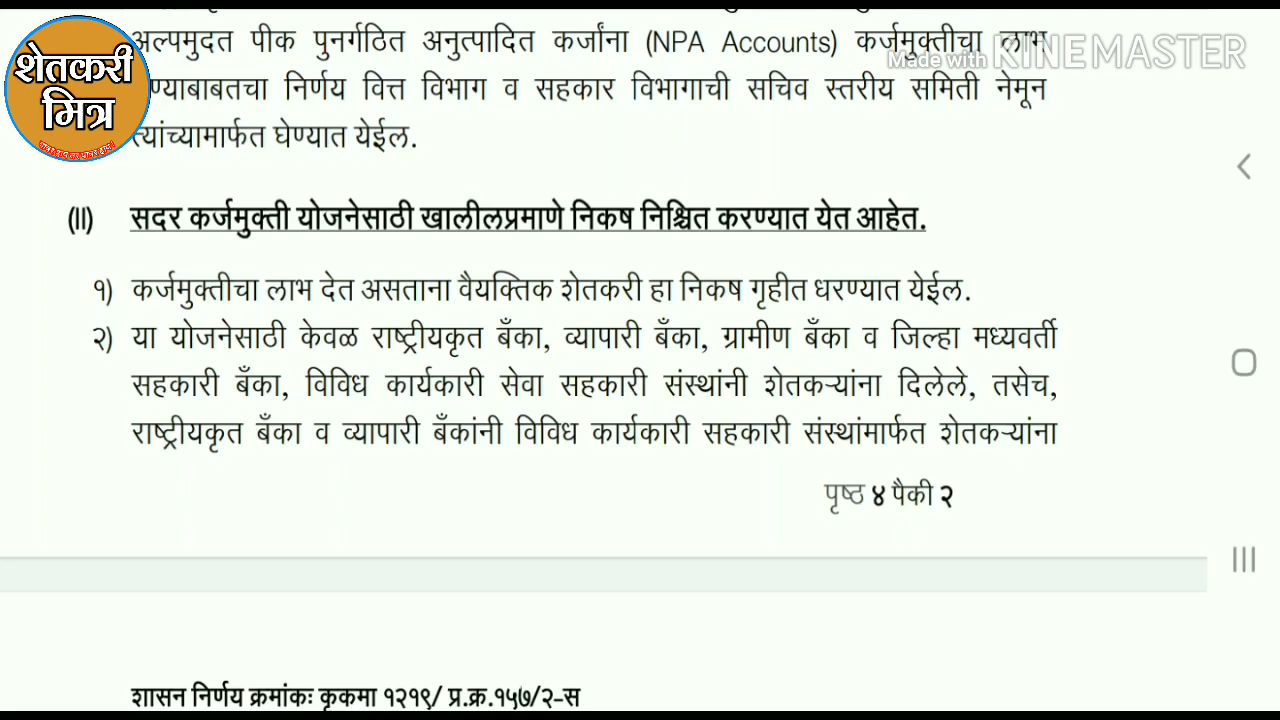 शेतकरी
मित्र
Made with KINEMASTER
अल्पमुदत पीक पुनर्गठित अनुत्पादित कर्जांना (NPA Accounts) कर्जमुक्तीचा लाभ
ण्याबाबतचा निर्णय वित्त विभाग व सहकार विभागाची सचिव स्तरीय समिती नेमून
त्यांच्यामार्फत घेण्यात येईल.
(II) सदर कर्जमुक्ती योजनेसाठी खालीलप्रमाणे निकष निश्चित करण्यात येत आहेत.
१) कर्जमुक्तीचा लाभ देत असताना वैयक्तिक शेतकरी हा निकष गृहीत धरण्यात येईल.
२) या योजनेसाठी केवळ राष्ट्रीयकृत बँका, व्यापारी बँका, ग्रामीण बँका व जिल्हा मध्यवर्ती
सहकारी बँका, विविध कार्यकारी सेवा सहकारी संस्थांनी शेतकऱ्यांना दिलेले, तसेच,
राष्ट्रीयकृत बँका व व्यापारी बँकांनी विविध कार्यकारी सहकारी संस्थांमार्फत शेतकऱ्यांना
पृष्ठ ४ पैकी २
शासन निर्णय क्रमांकः कृकमा १२१९/ प्र.क्र.१५७/२-स